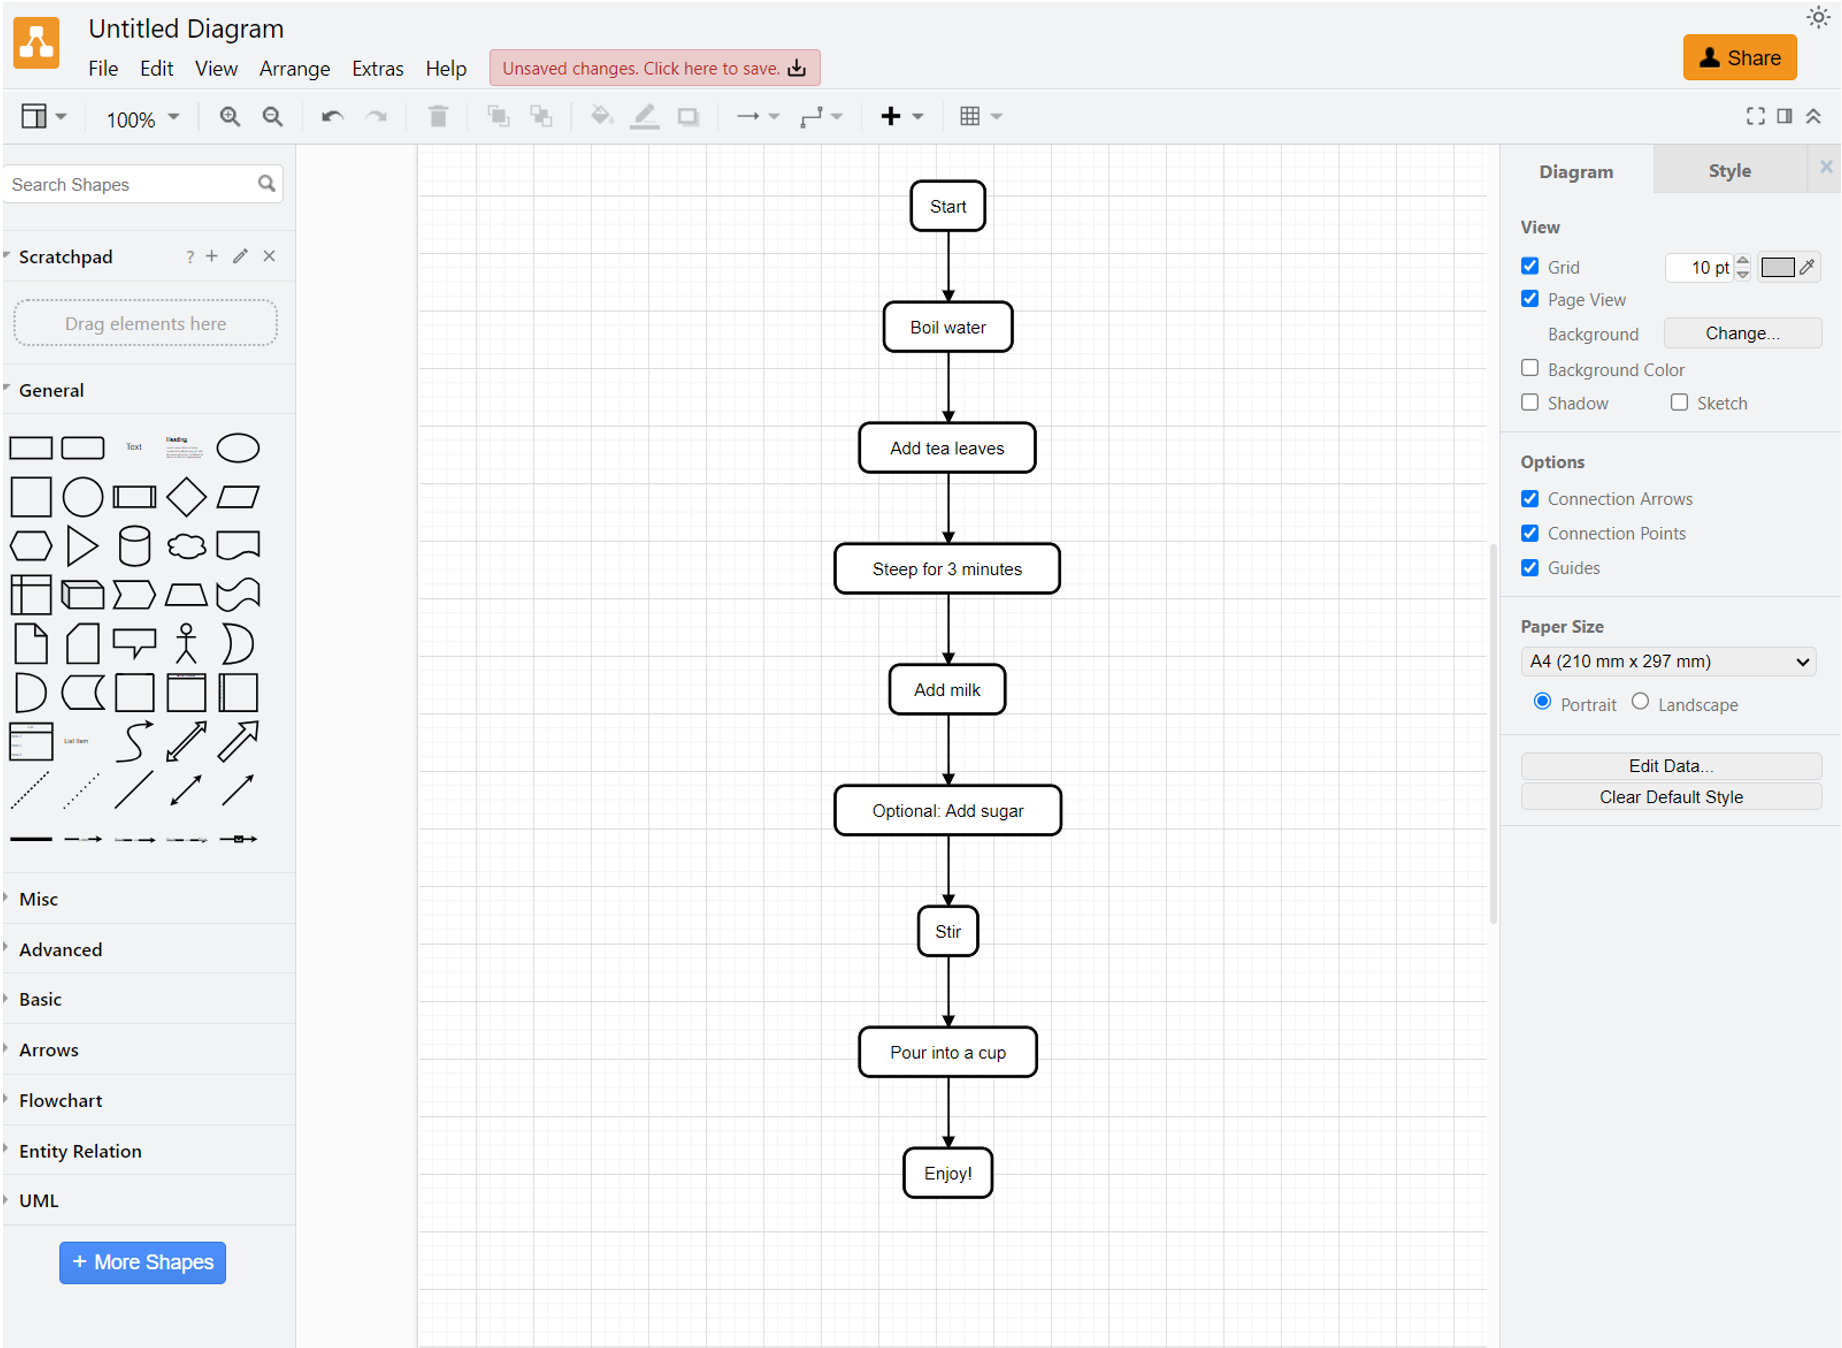 Untitled Diagram
File Edit View Arrange Extras Help Unsaved changes. Click here to save.
Share
100%
Search Shapes
Scratchpad ?
Drag elements here
General
Text
Heading
List Item
Misc
Advanced
Basic
Arrows
Flowchart
Entity Relation
UML
+ More Shapes
Start
Boil water
Add tea leaves
Steep for 3 minutes
Add milk
Optional: Add sugar
Stir
Pour into a cup
Enjoy!
Diagram Style
View
Grid 10 pt
Page View
Background Change...
Background Color
Shadow Sketch
Options
Connection Arrows
Connection Points
Guides
Paper Size
A4 (210 mm x 297 mm)
Portrait Landscape
Edit Data...
Clear Default Style